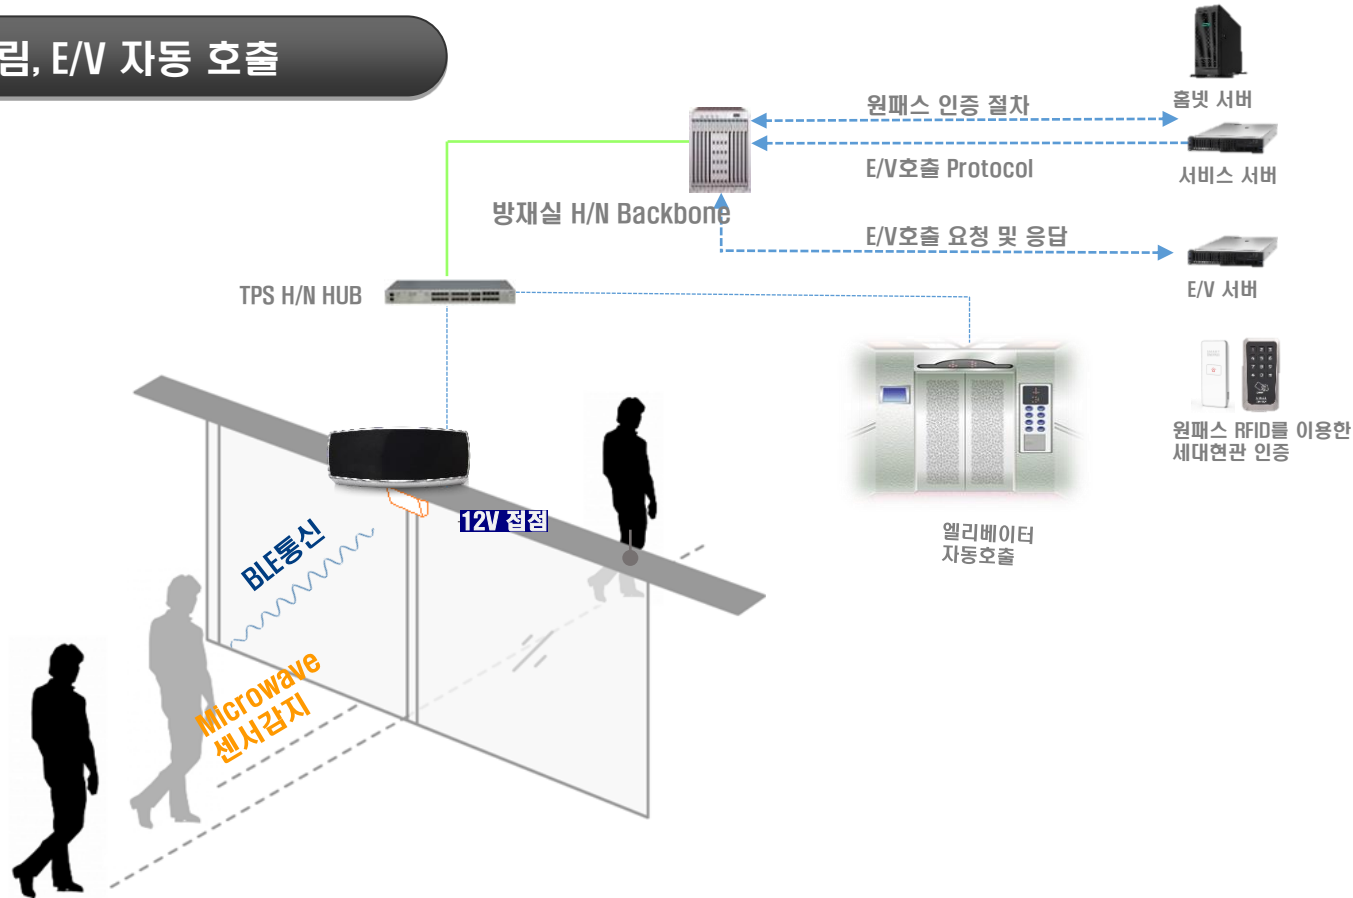 림, E/V 자동 호출
홈넷 서버
원패스 인증 절차
E/V호출 Protocol
서비스 서버
방재실 H/N Backbone
E/V호출 요청 및 응답
E/V 서버
TPS H/N HUB
원패스 RFID를 이용한
세대현관 인증
12V 접점
엘리베이터
자동호출
BLE통신
Microwave
센서감지